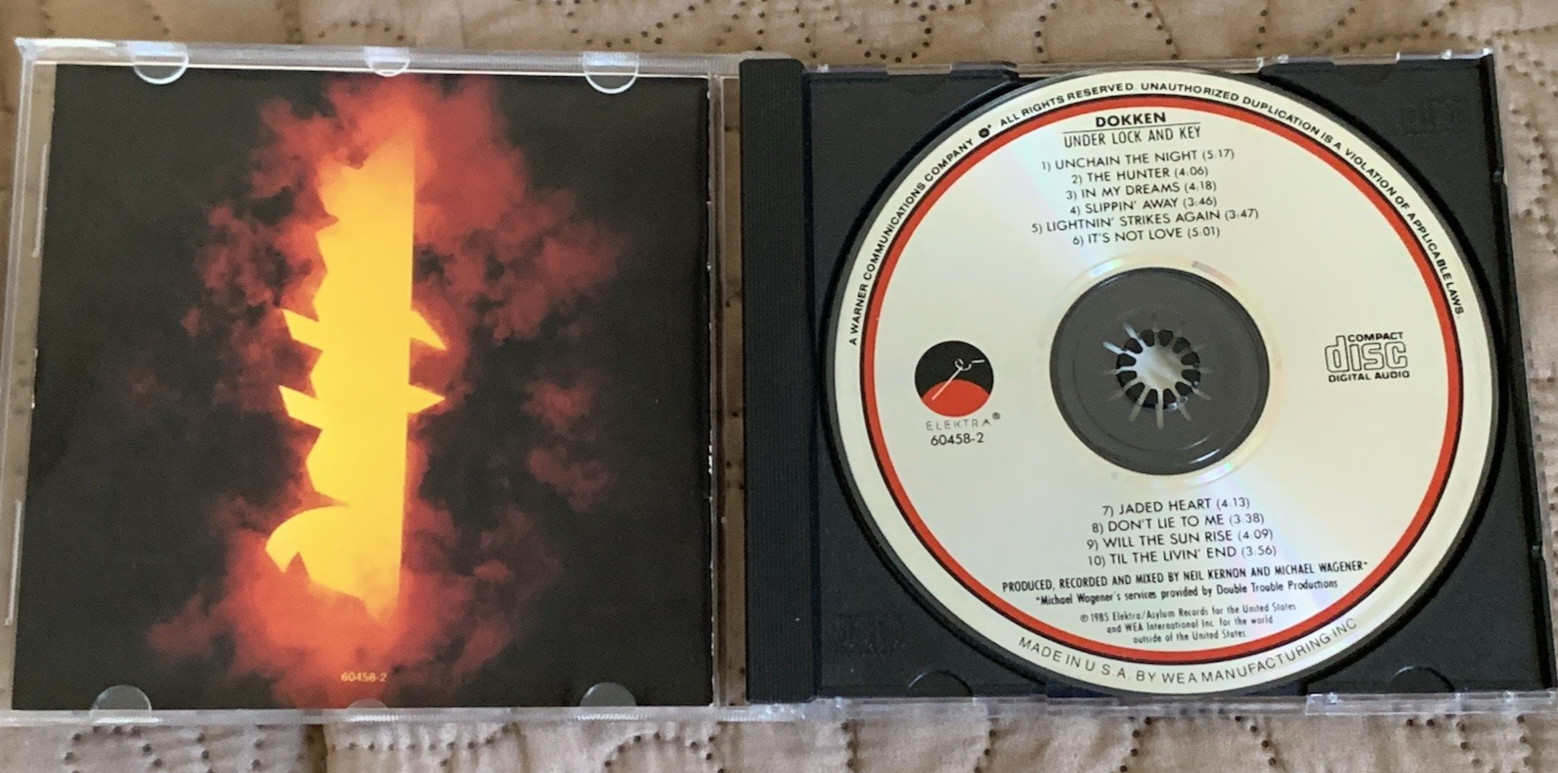 60458-2
A WARNER COMMUNICATIONS COMPANY ALL RIGHTS RESERVED. UNAUTHORIZED DUPLICATION IS A VIOLATION OF APPLICABLE LAWS.
DOKKEN
UNDER LOCK AND KEY
1) UNCHAIN THE NIGHT (5:17)
2) THE HUNTER (4:06)
3) IN MY DREAMS (4:18)
4) SLIPPIN' AWAY (3:46)
5) LIGHTNIN' STRIKES AGAIN (3:47)
6) IT'S NOT LOVE (5:01)
ELEKTRA®
60458-2
COMPACT
disc
DIGITAL AUDIO
7) JADED HEART (4:13)
8) DON'T LIE TO ME (3:38)
9) WILL THE SUN RISE (4:09)
10) TIL THE LIVIN' END (3:56)
PRODUCED, RECORDED AND MIXED BY NEIL KERNON AND MICHAEL WAGENER*
*Michael Wagener's services provided by Double Trouble Productions
℗1985 Elektra/Asylum Records for the United States
and WEA International Inc. for the world
outside of the United States.
MADE IN U.S.A. BY WEA MANUFACTURING INC